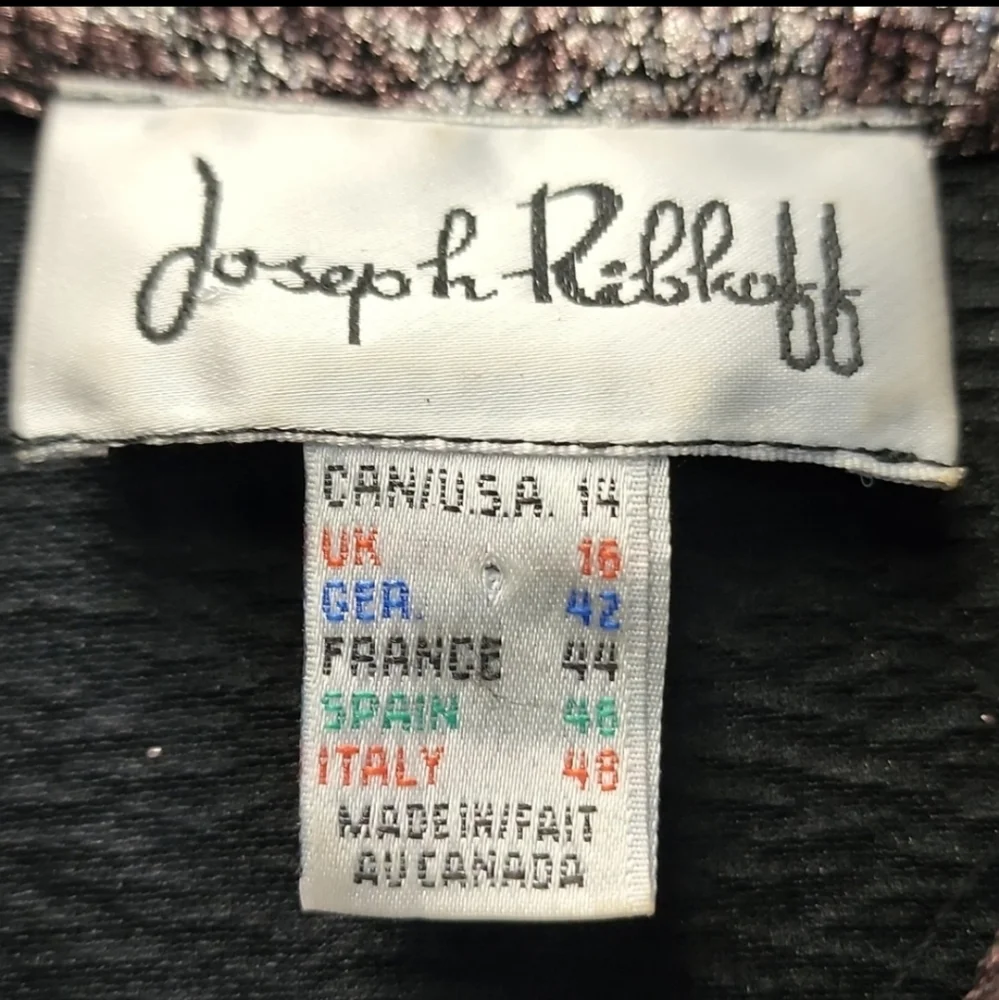 Joseph Ribkoff
CAN/U.S.A. 14
UK 16
GER. 42
FRANCE 44
SPAIN 46
ITALY 48
MADE IN/FAIT
AU CANADA